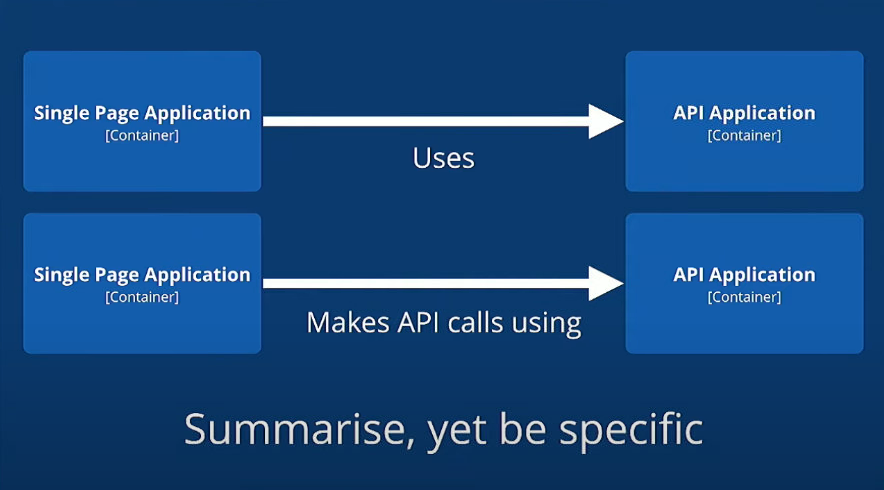 Single Page Application
[Container]
Uses
API Application
[Container]
Single Page Application
[Container]
Makes API calls using
API Application
[Container]
Summarise, yet be specific